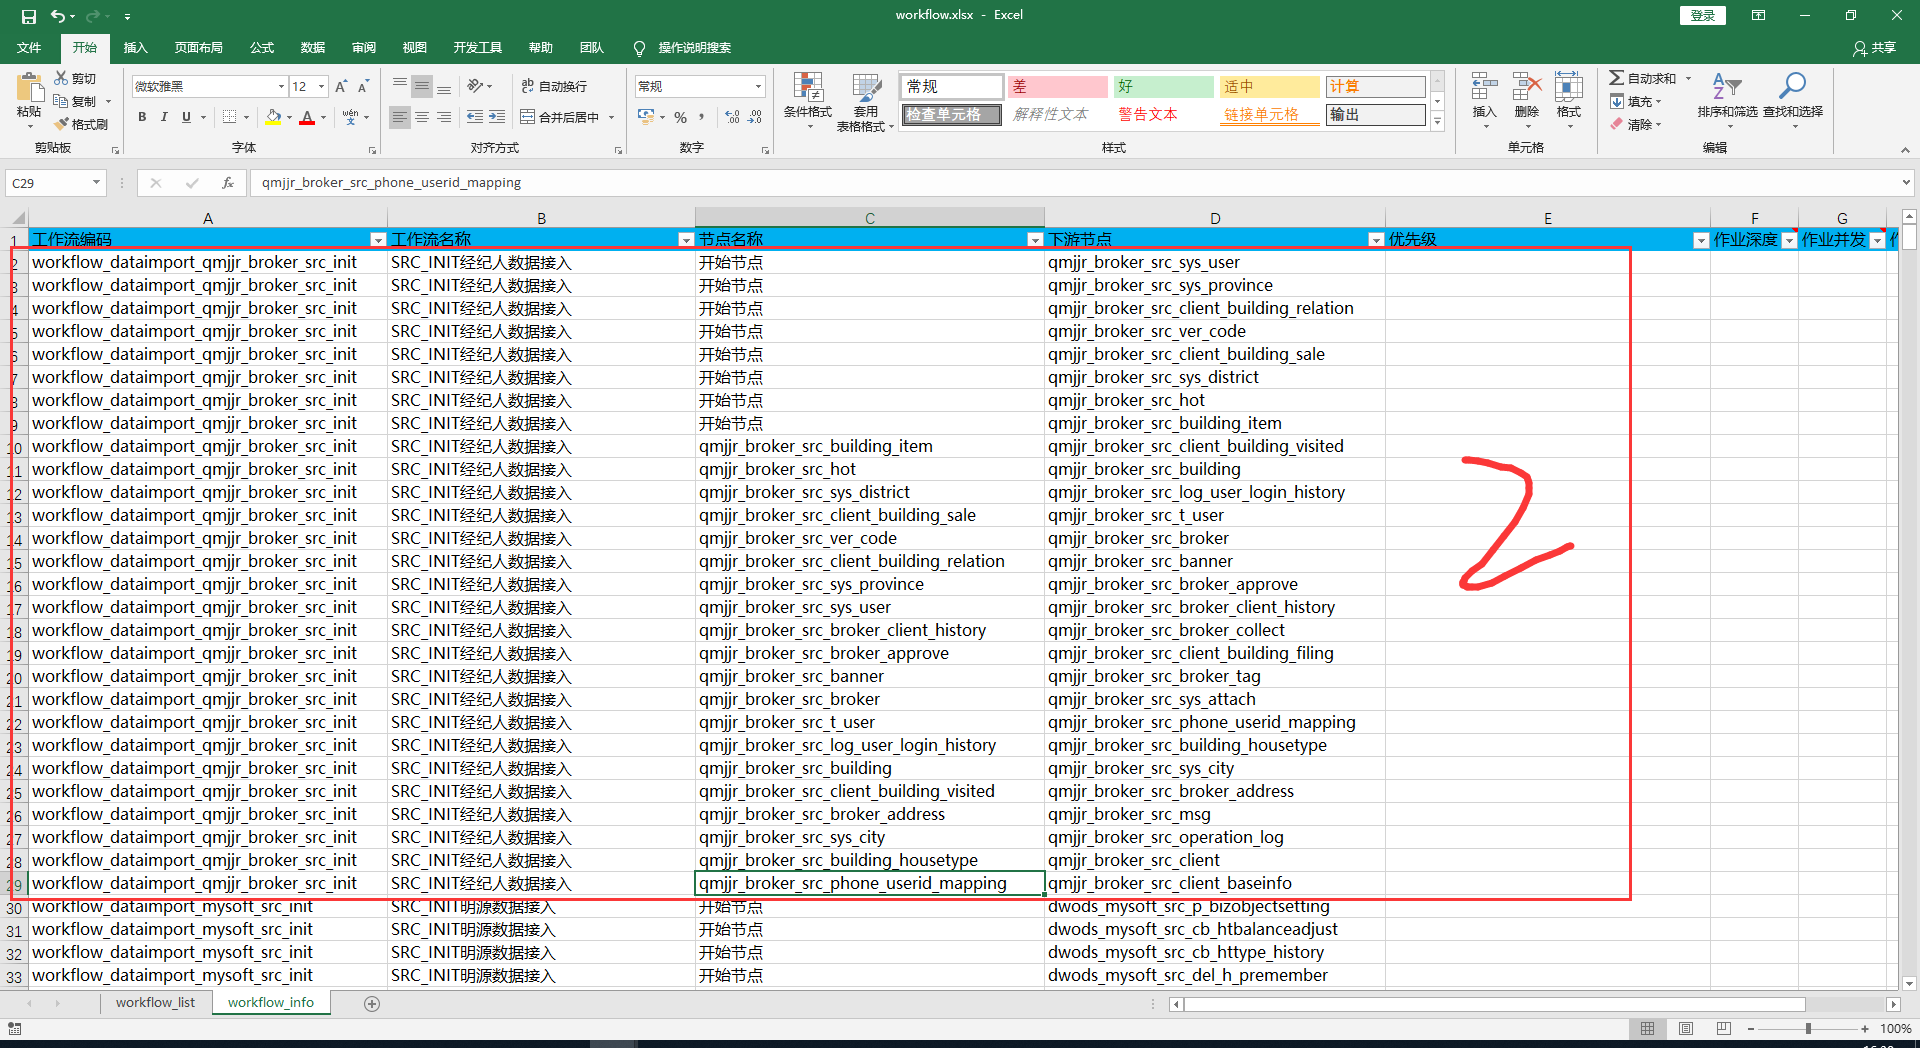 workflow.xlsx - Excel
登录
文件 开始 插入 页面布局 公式 数据 审阅 视图 开发工具 帮助 团队 操作说明搜索 共享
粘贴 剪切 复制 格式刷 剪贴板
微软雅黑 12 A A B I U A wén 文 字体
ab 自动换行 合并后居中 对齐方式
常规 % , 数字
条件格式 套用 表格格式
常规 差 好 适中 计算
检查单元格 解释性文本 警告文本 链接单元格 输出
样式
插入 删除 格式 单元格
自动求和 填充 清除 排序和筛选 查找和选择 编辑
C29 fx qmjjr_broker_src_phone_userid_mapping
A B C D E F G
1 工作流编码 工作流名称 节点名称 下游节点 优先级 作业深度 作业并发
2 workflow_dataimport_qmjjr_broker_src_init SRC_INIT经纪人数据接入 开始节点 qmjjr_broker_src_sys_user
3 workflow_dataimport_qmjjr_broker_src_init SRC_INIT经纪人数据接入 开始节点 qmjjr_broker_src_sys_province
4 workflow_dataimport_qmjjr_broker_src_init SRC_INIT经纪人数据接入 开始节点 qmjjr_broker_src_client_building_relation
5 workflow_dataimport_qmjjr_broker_src_init SRC_INIT经纪人数据接入 开始节点 qmjjr_broker_src_ver_code
6 workflow_dataimport_qmjjr_broker_src_init SRC_INIT经纪人数据接入 开始节点 qmjjr_broker_src_client_building_sale
7 workflow_dataimport_qmjjr_broker_src_init SRC_INIT经纪人数据接入 开始节点 qmjjr_broker_src_sys_district
8 workflow_dataimport_qmjjr_broker_src_init SRC_INIT经纪人数据接入 开始节点 qmjjr_broker_src_hot
9 workflow_dataimport_qmjjr_broker_src_init SRC_INIT经纪人数据接入 开始节点 qmjjr_broker_src_building_item
10 workflow_dataimport_qmjjr_broker_src_init SRC_INIT经纪人数据接入 qmjjr_broker_src_building_item qmjjr_broker_src_client_building_visited
11 workflow_dataimport_qmjjr_broker_src_init SRC_INIT经纪人数据接入 qmjjr_broker_src_hot qmjjr_broker_src_building
12 workflow_dataimport_qmjjr_broker_src_init SRC_INIT经纪人数据接入 qmjjr_broker_src_sys_district qmjjr_broker_src_log_user_login_history
13 workflow_dataimport_qmjjr_broker_src_init SRC_INIT经纪人数据接入 qmjjr_broker_src_client_building_sale qmjjr_broker_src_t_user
14 workflow_dataimport_qmjjr_broker_src_init SRC_INIT经纪人数据接入 qmjjr_broker_src_ver_code qmjjr_broker_src_broker
15 workflow_dataimport_qmjjr_broker_src_init SRC_INIT经纪人数据接入 qmjjr_broker_src_client_building_relation qmjjr_broker_src_banner
16 workflow_dataimport_qmjjr_broker_src_init SRC_INIT经纪人数据接入 qmjjr_broker_src_sys_province qmjjr_broker_src_broker_approve
17 workflow_dataimport_qmjjr_broker_src_init SRC_INIT经纪人数据接入 qmjjr_broker_src_sys_user qmjjr_broker_src_broker_client_history
18 workflow_dataimport_qmjjr_broker_src_init SRC_INIT经纪人数据接入 qmjjr_broker_src_broker_client_history qmjjr_broker_src_broker_collect
19 workflow_dataimport_qmjjr_broker_src_init SRC_INIT经纪人数据接入 qmjjr_broker_src_broker_approve qmjjr_broker_src_client_building_filing
20 workflow_dataimport_qmjjr_broker_src_init SRC_INIT经纪人数据接入 qmjjr_broker_src_banner qmjjr_broker_src_broker_tag
21 workflow_dataimport_qmjjr_broker_src_init SRC_INIT经纪人数据接入 qmjjr_broker_src_broker qmjjr_broker_src_sys_attach
22 workflow_dataimport_qmjjr_broker_src_init SRC_INIT经纪人数据接入 qmjjr_broker_src_t_user qmjjr_broker_src_phone_userid_mapping
23 workflow_dataimport_qmjjr_broker_src_init SRC_INIT经纪人数据接入 qmjjr_broker_src_log_user_login_history qmjjr_broker_src_building_housetype
24 workflow_dataimport_qmjjr_broker_src_init SRC_INIT经纪人数据接入 qmjjr_broker_src_building qmjjr_broker_src_sys_city
25 workflow_dataimport_qmjjr_broker_src_init SRC_INIT经纪人数据接入 qmjjr_broker_src_client_building_visited qmjjr_broker_src_broker_address
26 workflow_dataimport_qmjjr_broker_src_init SRC_INIT经纪人数据接入 qmjjr_broker_src_broker_address qmjjr_broker_src_msg
27 workflow_dataimport_qmjjr_broker_src_init SRC_INIT经纪人数据接入 qmjjr_broker_src_sys_city qmjjr_broker_src_operation_log
28 workflow_dataimport_qmjjr_broker_src_init SRC_INIT经纪人数据接入 qmjjr_broker_src_building_housetype qmjjr_broker_src_client
29 workflow_dataimport_qmjjr_broker_src_init SRC_INIT经纪人数据接入 qmjjr_broker_src_phone_userid_mapping qmjjr_broker_src_client_baseinfo
30 workflow_dataimport_mysoft_src_init SRC_INIT明源数据接入 开始节点 dwods_mysoft_src_p_bizobjectsetting
31 workflow_dataimport_mysoft_src_init SRC_INIT明源数据接入 开始节点 dwods_mysoft_src_cb_htbalanceadjust
32 workflow_dataimport_mysoft_src_init SRC_INIT明源数据接入 开始节点 dwods_mysoft_src_cb_httype_history
33 workflow_dataimport_mysoft_src_init SRC_INIT明源数据接入 开始节点 dwods_mysoft_src_del_h_premember
2
workflow_list workflow_info
100%